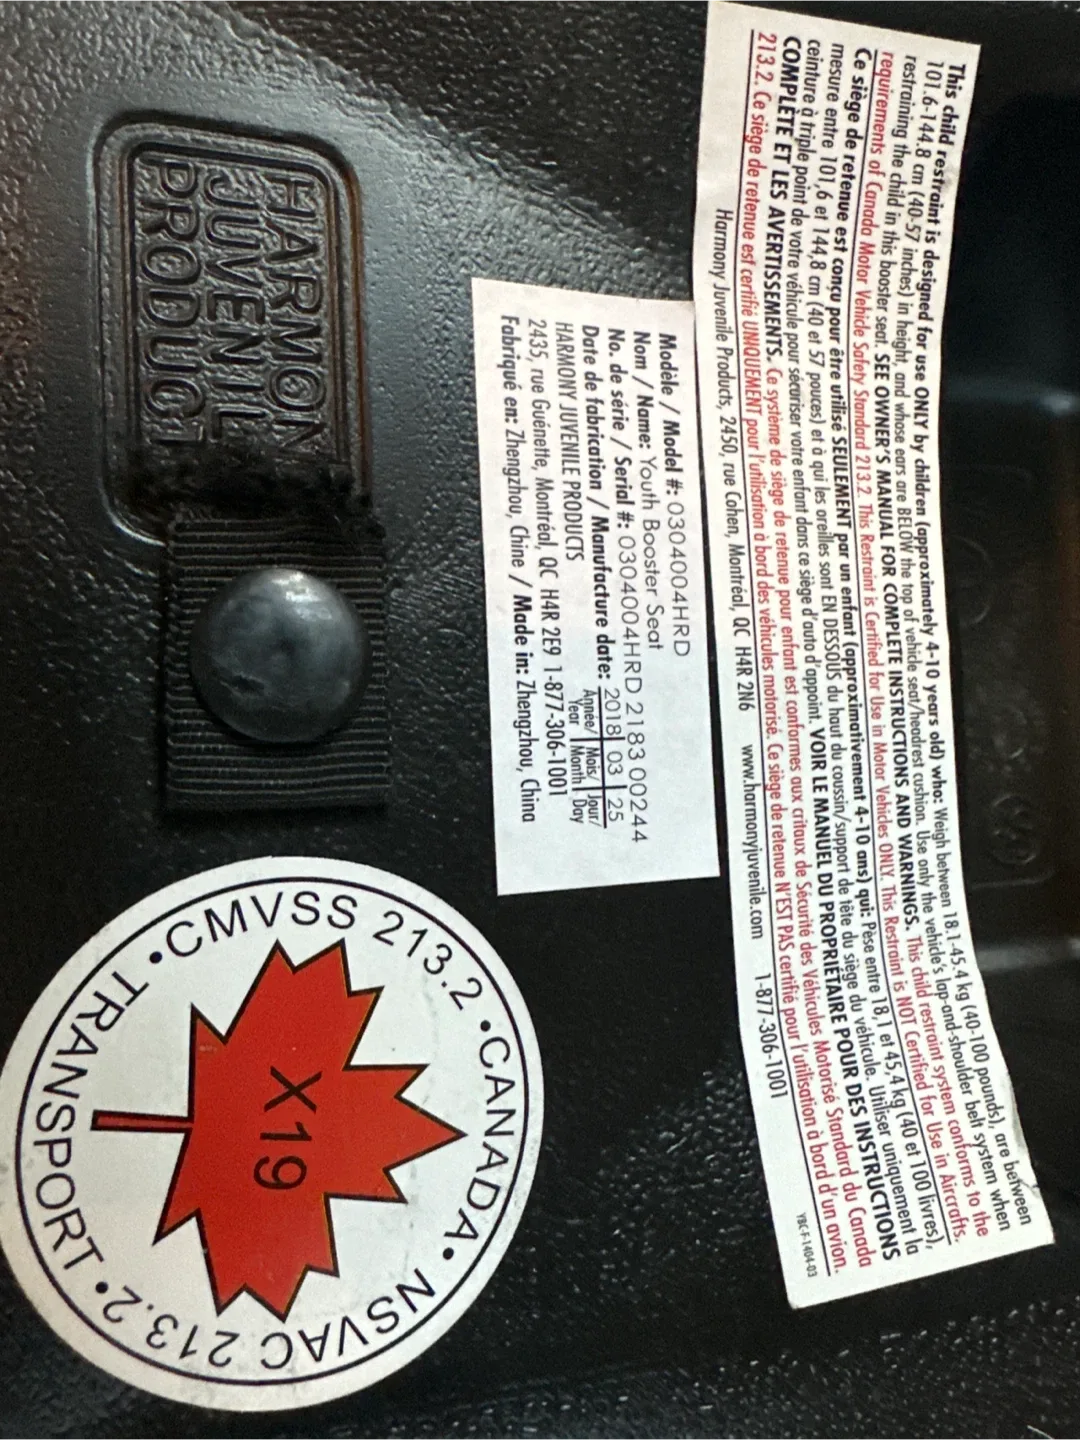 This child restraint is designed for use ONLY by children (approximately 4-10 years old) who: Weigh between 18.1-45.4 kg (40-100 pounds), are between
101.6-144.8 cm (40-57 inches) in height, and whose ears are BELOW the top of vehicle seat/headrest cushion. Use only the vehicle's lap-and-shoulder belt system when
restraining the child in this booster seat. SEE OWNER'S MANUAL FOR COMPLETE INSTRUCTIONS AND WARNINGS. This child restraint system conforms to the
requirements of Canada Motor Vehicle Safety Standard 213.2. This Restraint is Certified for Use in Motor Vehicles ONLY. This Restraint is NOT Certified for Use in Aircrafts.
Ce siège de retenue est conçu pour être utilisé SEULEMENT par un enfant (approximativement 4-10 ans) qui: Pèse entre 18,1 et 45,4 kg (40 et 100 livres),
mesure entre 101,6 et 144,8 cm (40 et 57 pouces) et à qui les oreilles sont EN DESSOUS du haut du coussin/support de tête du siège du véhicule. Utiliser uniquement la
ceinture à triple point de votre véhicule pour sécuriser votre enfant dans ce siège d'auto d'appoint. VOIR LE MANUEL DU PROPRIÉTAIRE POUR DES INSTRUCTIONS
COMPLÈTE ET LES AVERTISSEMENTS. Ce système de siège de retenue pour enfant est conformes aux critaux de Sécurité des Véhicules Motorisé Standard du Canada
213.2. Ce siège de retenue est certifié UNIQUEMENT pour l'utilisation à bord des véhicules motorisé. Ce siège de retenue N'EST PAS certifié pour l'utilisation à bord d'un avion.
Harmony Juvenile Products, 2450, rue Cohen, Montréal, QC H4R 2N6 www.harmonyjuvenile.com 1-877-306-1001
YBC-F-1404-03
Modèle / Model #: 0304004HRD
Nom / Name: Youth Booster Seat
No. de série / Serial #: 0304004HRD 2183 00244
Date de fabrication / Manufacture date: 2018 03 25
Année/ Mois/ Jour/
Year Month Day
HARMONY JUVENILE PRODUCTS
2435, rue Guénette, Montréal, QC H4R 2E9 1-877-306-1001
Fabriqué en: Zhengzhou, Chine / Made in: Zhengzhou, China
HARMON
JUVENIL
PRODUCT
•CMVSS 213.2 •CANADA• NSVAC 213.2• TRANSPORT
X19